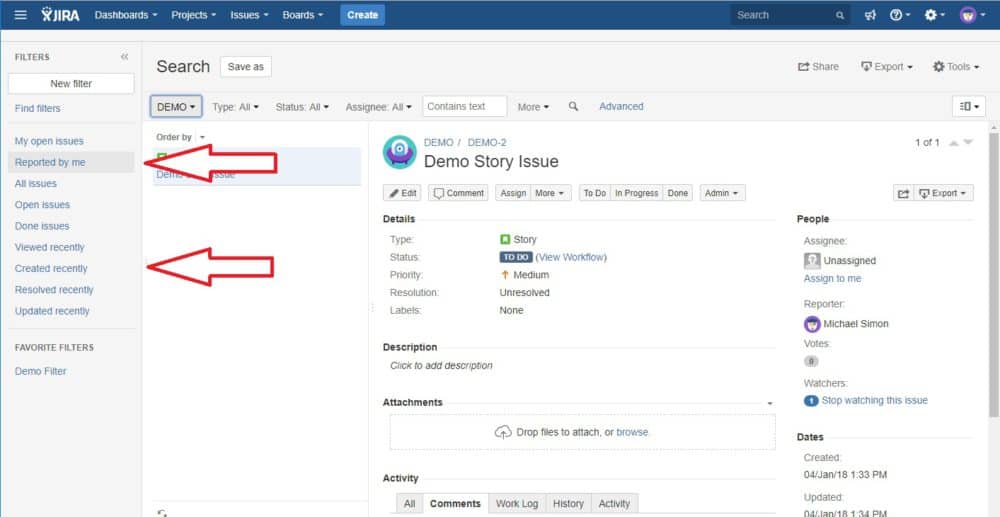 JIRA Dashboards Projects Issues Boards Create Search
FILTERS
New filter
Find filters
My open issues
Reported by me
All issues
Open issues
Done issues
Viewed recently
Created recently
Resolved recently
Updated recently
FAVORITE FILTERS
Demo Filter
Search Save as Share Export Tools
DEMO Type: All Status: All Assignee: All Contains text More Advanced
Order by
Demo Issue
DEMO / DEMO-2 1 of 1
Demo Story Issue
Edit Comment Assign More To Do In Progress Done Admin Export
Details
Type: Story
Status: TO DO (View Workflow)
Priority: Medium
Resolution: Unresolved
Labels: None
Description
Click to add description
Attachments
Drop files to attach, or browse.
Activity
All Comments Work Log History Activity
People
Assignee:
Unassigned
Assign to me
Reporter:
Michael Simon
Votes:
0
Watchers:
1 Stop watching this issue
Dates
Created:
04/Jan/18 1:33 PM
Updated:
04/Jan/18 1:34 PM